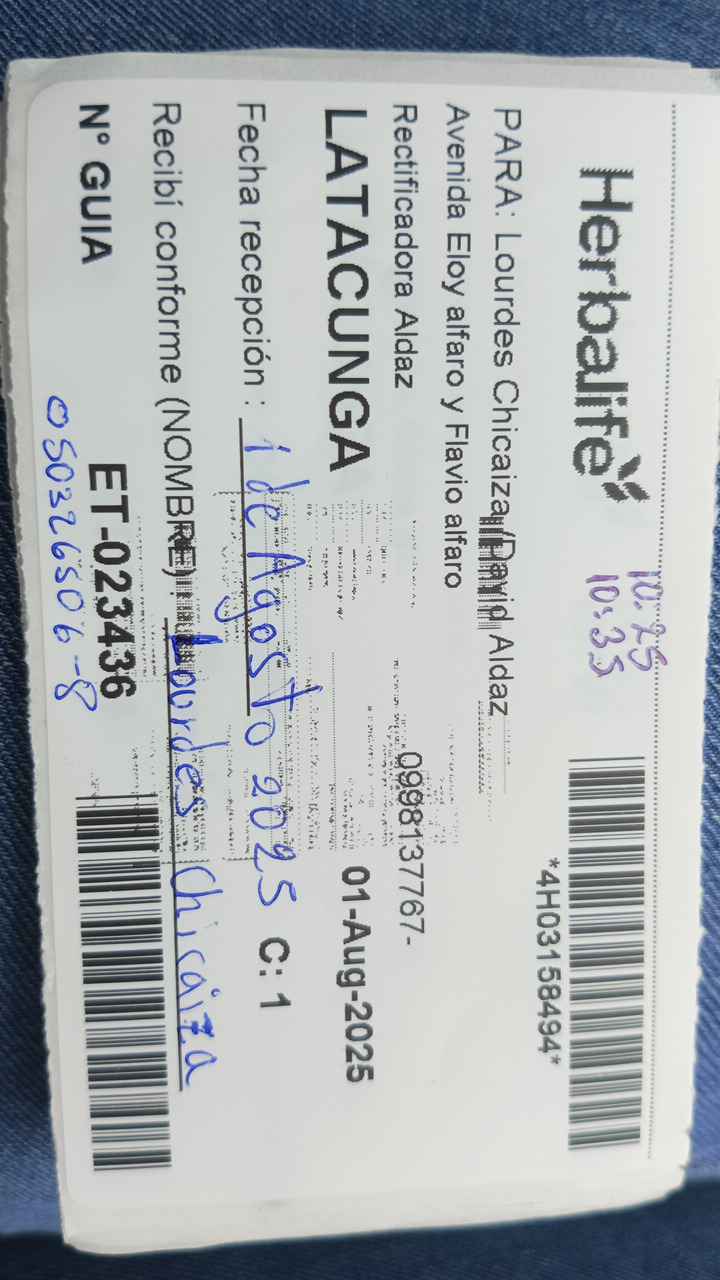 Herbalife
10:25
10:35
*4H03158494*
PARA: Lourdes Chicaiza /David Aldaz
Avenida Eloy alfaro y Flavio alfaro
Rectificadora Aldaz
0998137767-
LATACUNGA
01-Aug-2025
Fecha recepción : 1 de Agosto 2025 C: 1
Recibí conforme (NOMBRE) : Lourdes Chicaiza
N° GUIA ET-023436
050326506-8